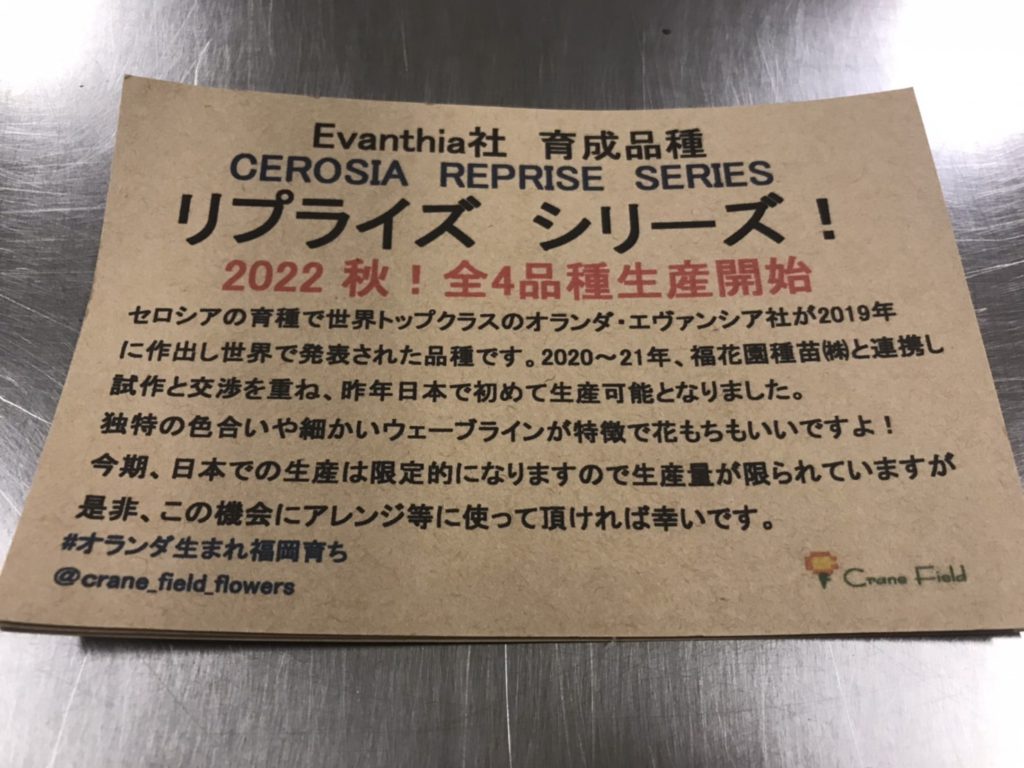 Evanthia社 育成品種
CEROSIA REPRISE SERIES
リプライズ シリーズ！
2022 秋！全4品種生産開始
セロシアの育種で世界トップクラスのオランダ・エヴァンシア社が2019年
に作出し世界で発表された品種です。2020～21年、福花園種苗㈱と連携し
試作と交渉を重ね、昨年日本で初めて生産可能となりました。
独特の色合いや細かいウェーブラインが特徴で花もちもいいですよ！
今期、日本での生産は限定的になりますので生産量が限られていますが
是非、この機会にアレンジ等に使って頂ければ幸いです。
#オランダ生まれ福岡育ち
@crane_field_flowers
Crane Field